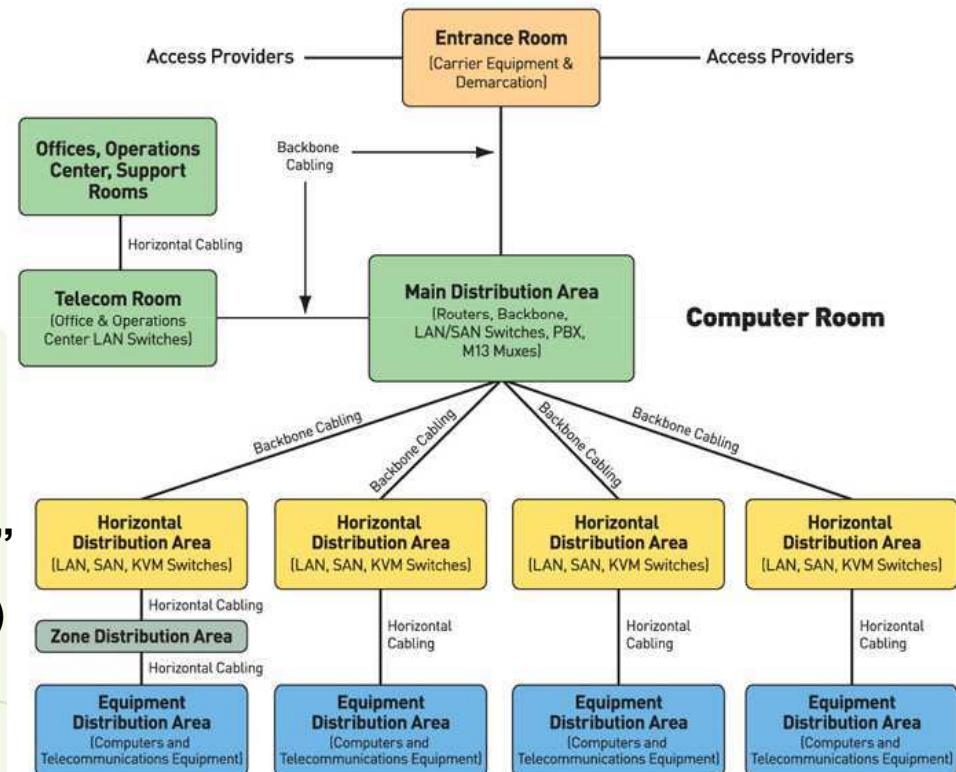 Entrance Room
(Carrier Equipment &
Demarcation)
Access Providers
Access Providers
Backbone
Cabling
Offices, Operations
Center, Support
Rooms
Horizontal Cabling
Telecom Room
(Office & Operations
Center LAN Switches)
Main Distribution Area
(Routers, Backbone,
LAN/SAN Switches, PBX,
M13 Muxes)
Computer Room
Backbone Cabling
Backbone Cabling
Backbone Cabling
Backbone Cabling
”
)
Horizontal
Distribution Area
(LAN, SAN, KVM Switches)
Horizontal
Distribution Area
(LAN, SAN, KVM Switches)
Horizontal
Distribution Area
(LAN, SAN, KVM Switches)
Horizontal
Distribution Area
(LAN, SAN, KVM Switches)
Horizontal Cabling
Zone Distribution Area
Horizontal Cabling
Horizontal
Cabling
Horizontal
Cabling
Horizontal
Cabling
Equipment
Distribution Area
(Computers and
Telecommunications Equipment)
Equipment
Distribution Area
(Computers and
Telecommunications Equipment)
Equipment
Distribution Area
(Computers and
Telecommunications Equipment)
Equipment
Distribution Area
(Computers and
Telecommunications Equipment)